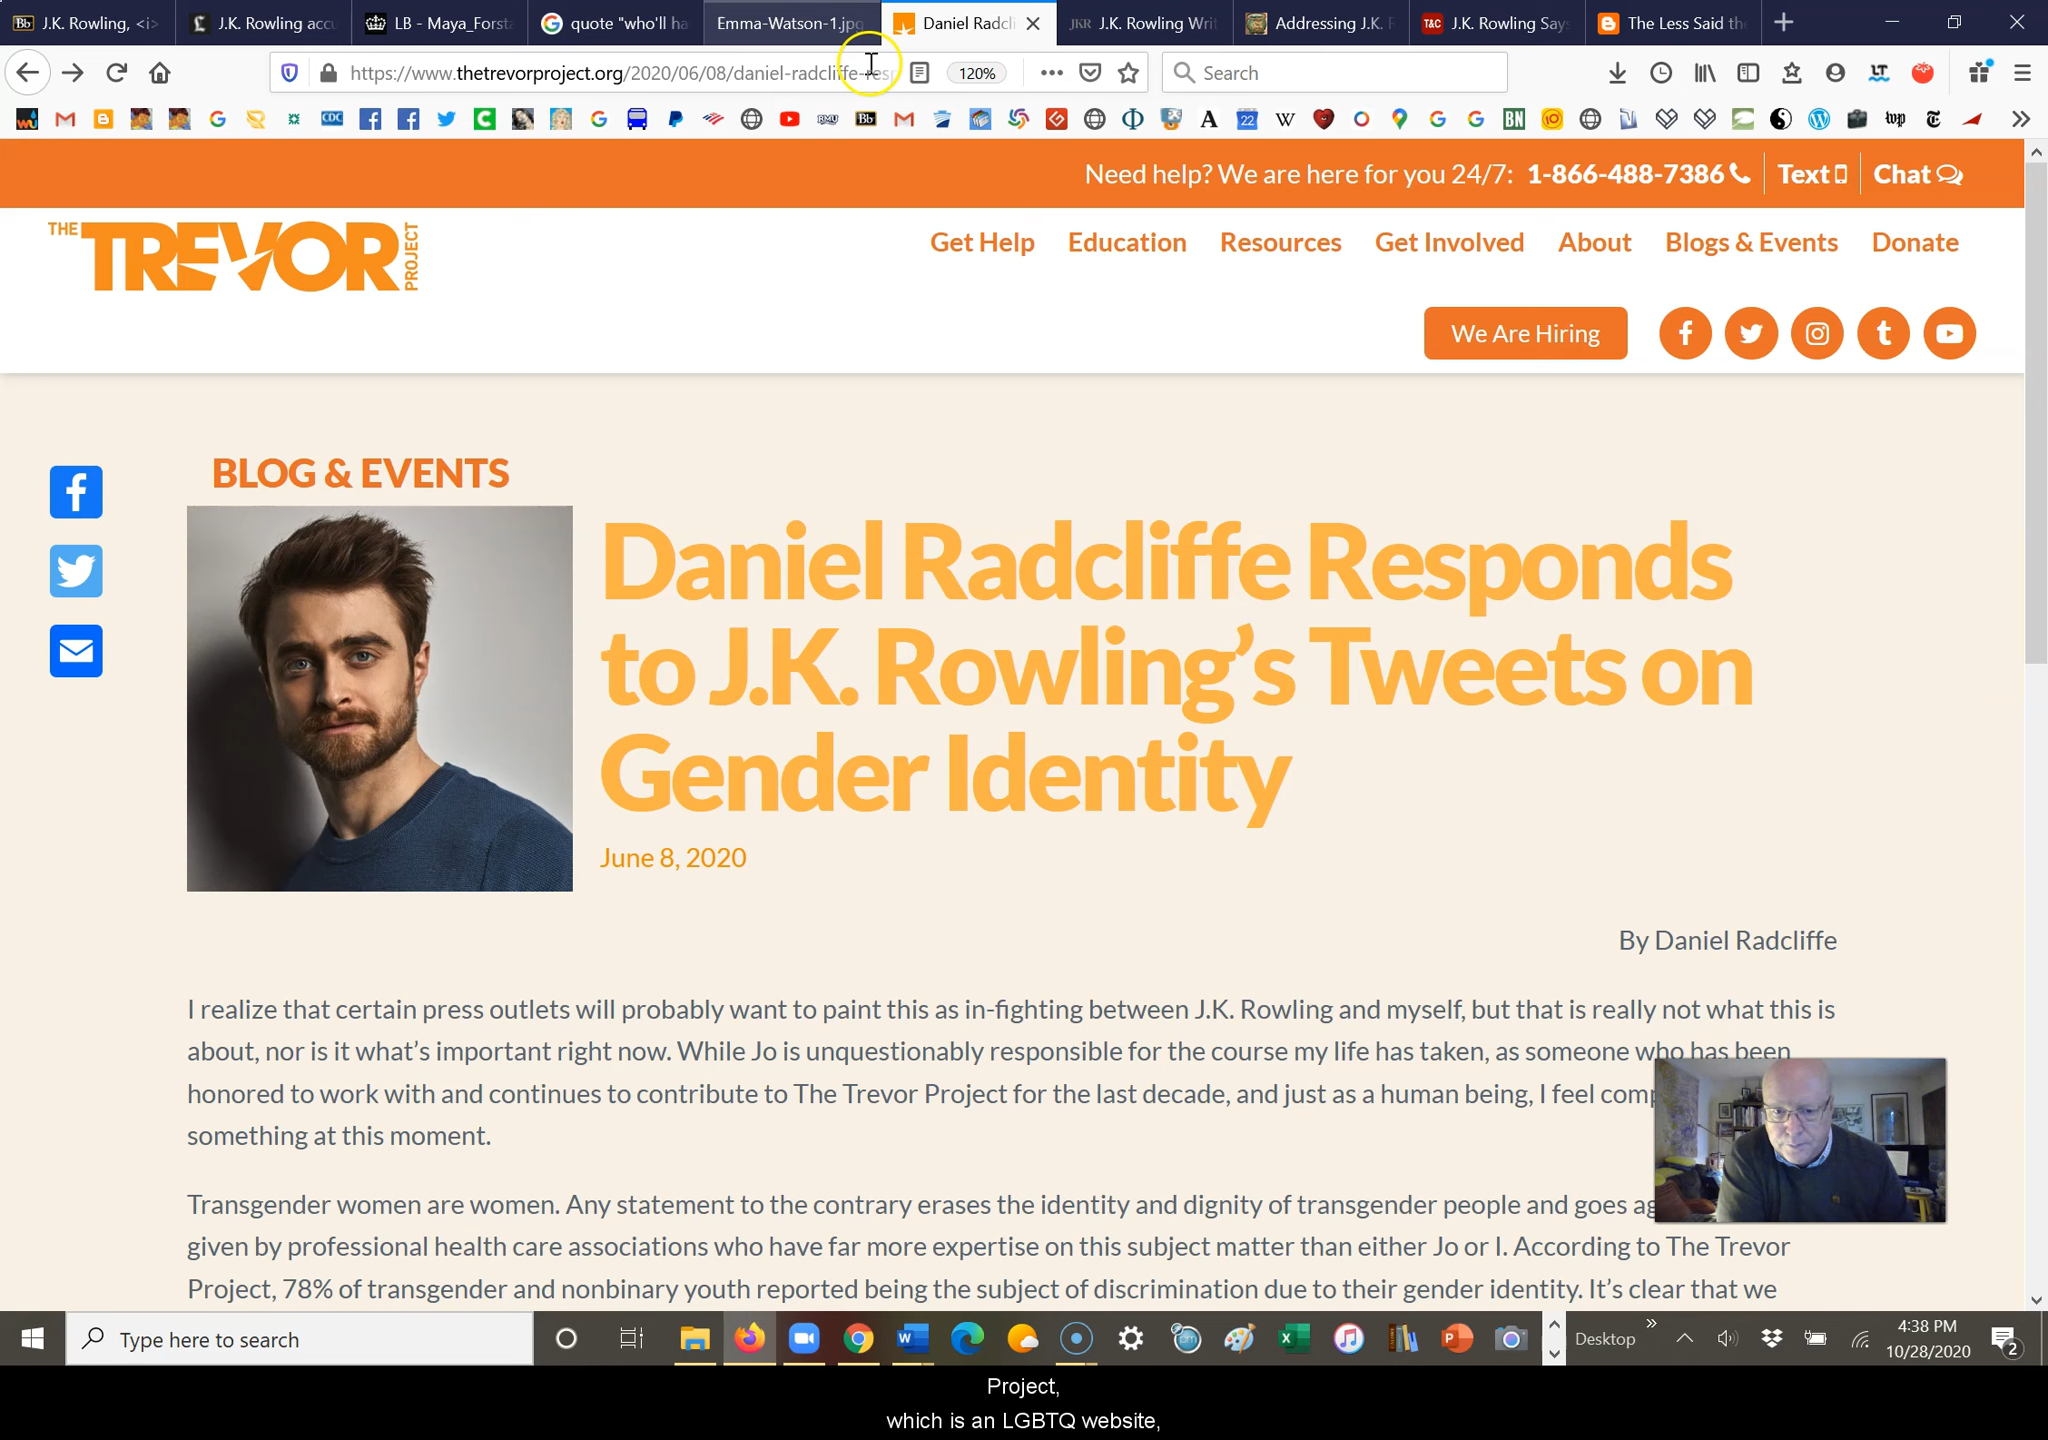 J.K. Rowling, <i>
J.K. Rowling accu
LB - Maya_Forsta
quote "who'll ha
Emma-Watson-1.jpg
Daniel Radcli
J.K. Rowling Writ
Addressing J.K. R
J.K. Rowling Says
The Less Said the
https://www.thetrevorproject.org/2020/06/08/daniel-radcliffe-res
120%
Search
Need help? We are here for you 24/7: 1-866-488-7386
Text
Chat
THE TREVOR PROJECT
Get Help
Education
Resources
Get Involved
About
Blogs & Events
Donate
We Are Hiring
BLOG & EVENTS
Daniel Radcliffe Responds
to J.K. Rowling's Tweets on
Gender Identity
June 8, 2020
By Daniel Radcliffe
I realize that certain press outlets will probably want to paint this as in-fighting between J.K. Rowling and myself, but that is really not what this is
about, nor is it what's important right now. While Jo is unquestionably responsible for the course my life has taken, as someone who has been
honored to work with and continues to contribute to The Trevor Project for the last decade, and just as a human being, I feel comp
something at this moment.
Transgender women are women. Any statement to the contrary erases the identity and dignity of transgender people and goes ag
given by professional health care associations who have far more expertise on this subject matter than either Jo or I. According to The Trevor
Project, 78% of transgender and nonbinary youth reported being the subject of discrimination due to their gender identity. It's clear that we
Type here to search
Desktop
4:38 PM
10/28/2020
2
Project,
which is an LGBTQ website,